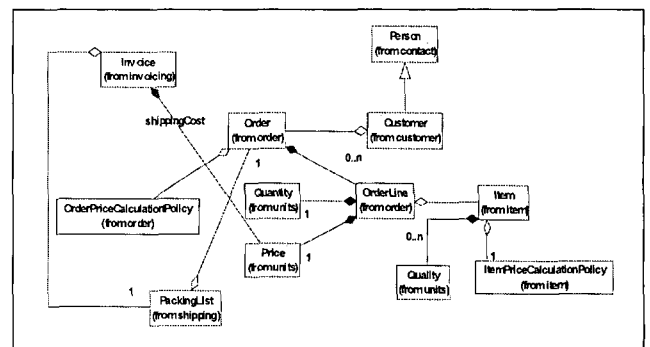 Person
(from contact)
Invoice
(from invoicing)
shippingCost
Order
(from order)
Customer
(from customer)
1
0..n
Quantity
(from units)
1
OrderLine
(from order)
Item
(from item)
OrderPriceCalculationPolicy
(from order)
0..n
Price
(from units)
1
1
Quality
(from units)
ItemPriceCalculationPolicy
(from item)
1
PackingList
(from shipping)